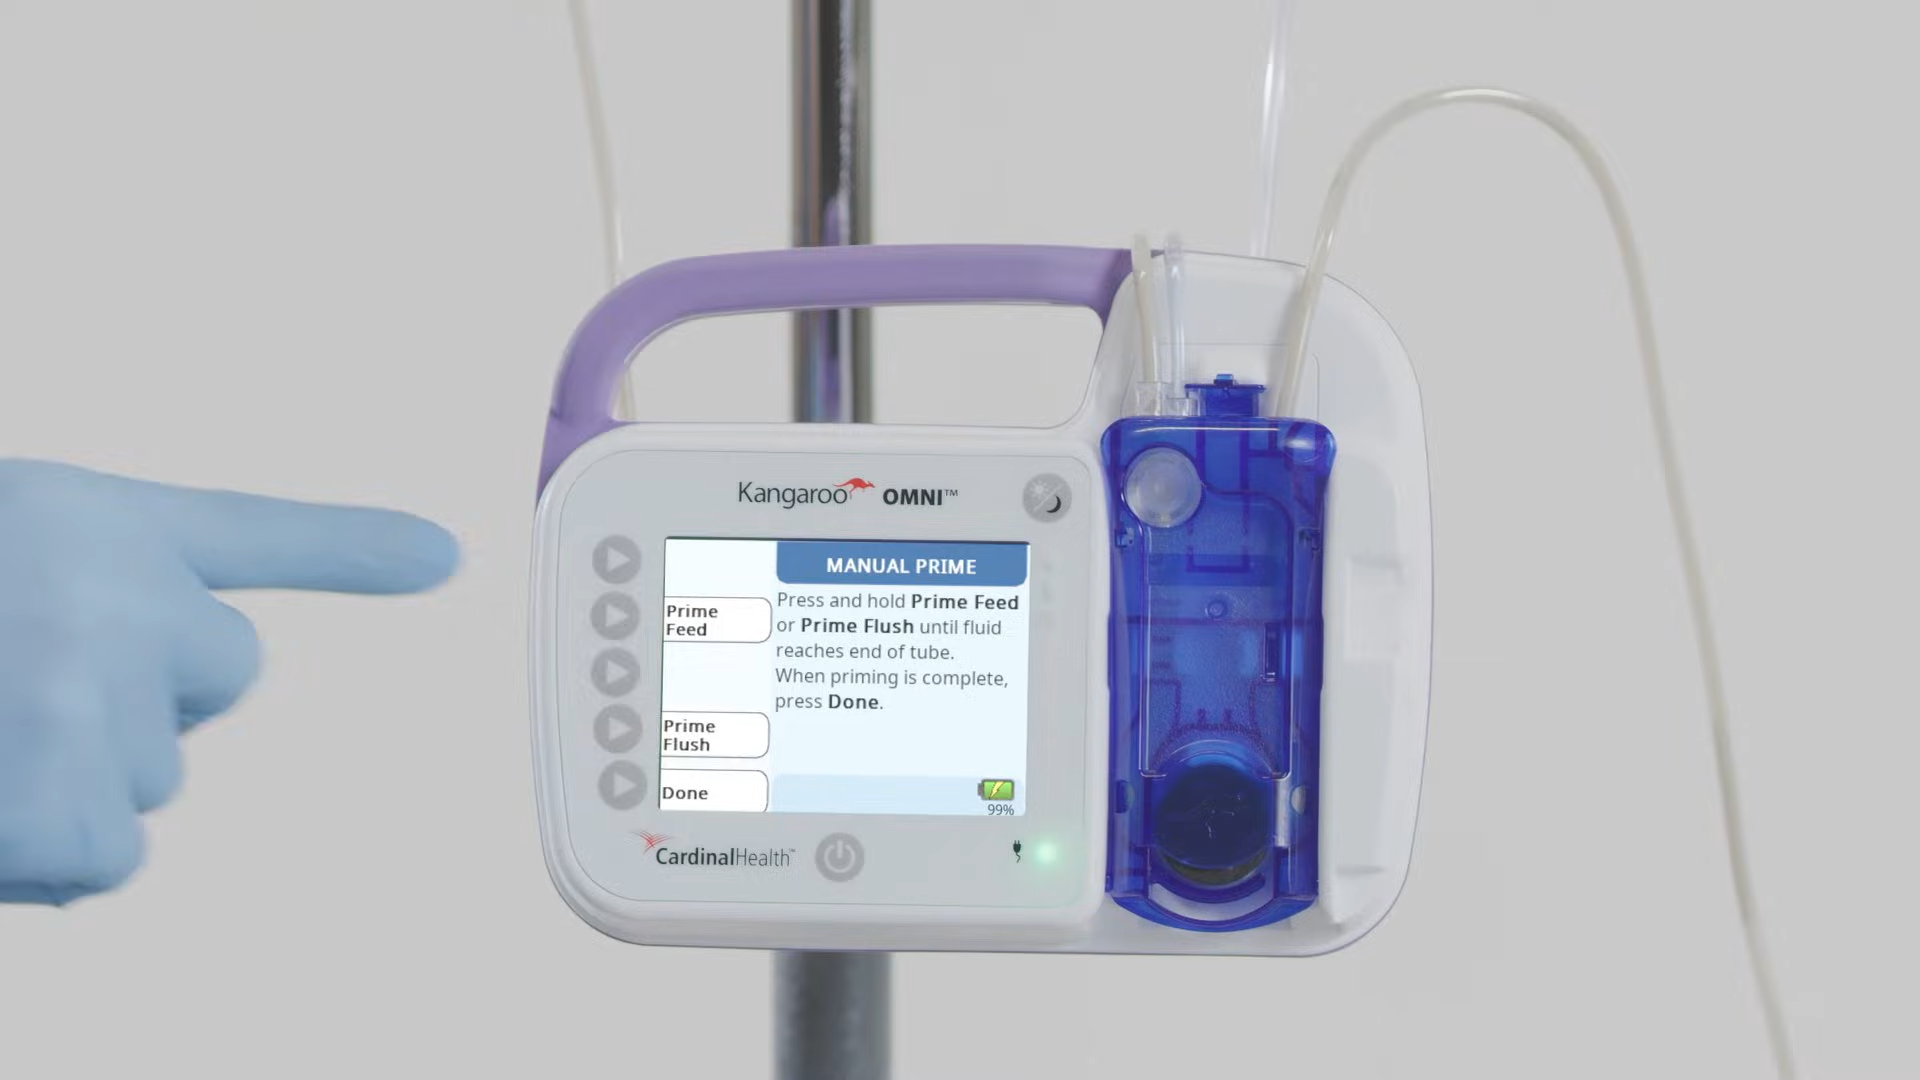 Kangaroo OMNI™
MANUAL PRIME
Prime
Feed
Press and hold Prime Feed
or Prime Flush until fluid
reaches end of tube.
When priming is complete,
press Done.
Prime
Flush
Done
99%
CardinalHealth™